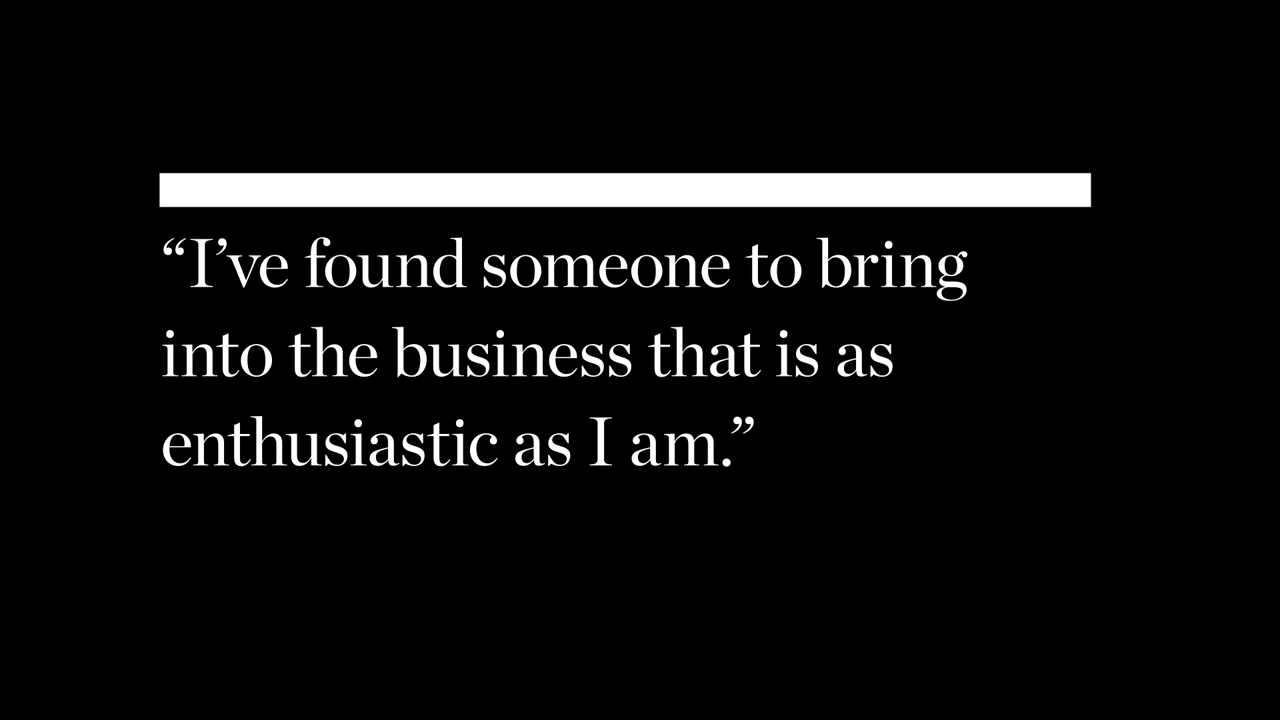 “I’ve found someone to bring
into the business that is as
enthusiastic as I am.”